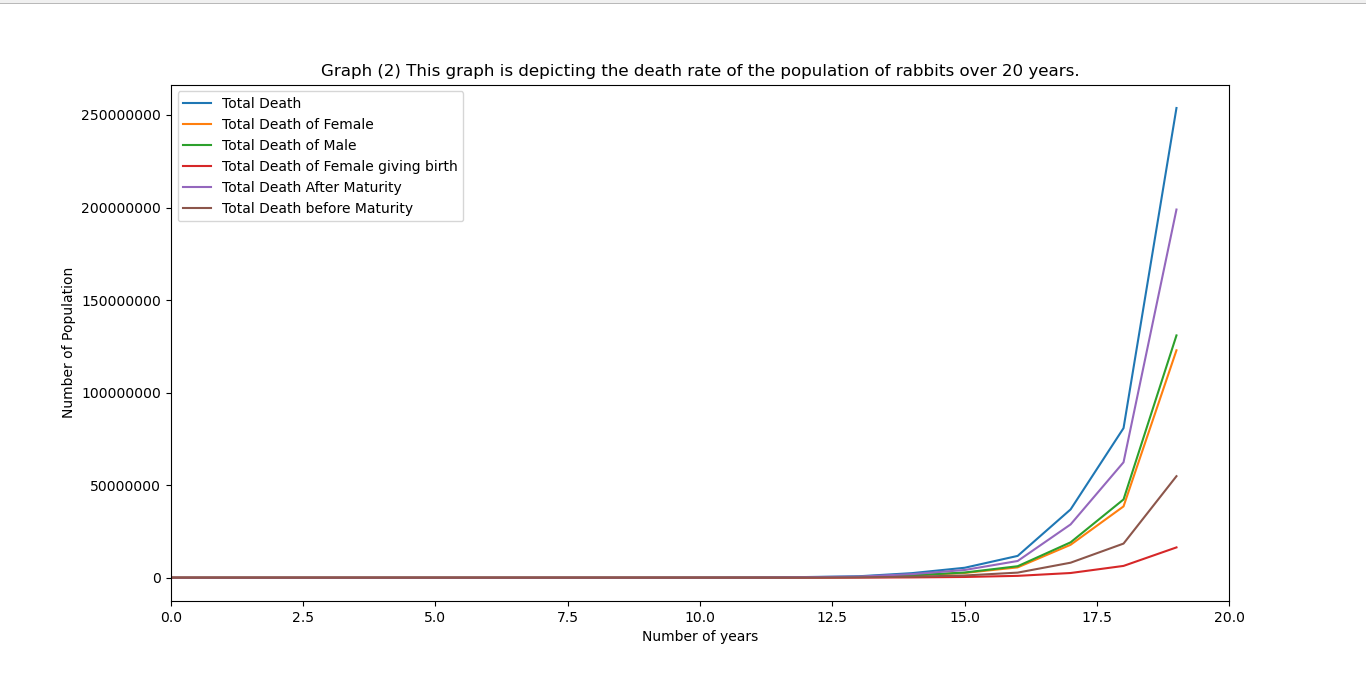 Graph (2) This graph is depicting the death rate of the population of rabbits over 20 years.
Total Death
Total Death of Female
Total Death of Male
Total Death of Female giving birth
Total Death After Maturity
Total Death before Maturity
250000000
200000000
150000000
100000000
50000000
0
Number of Population
0.0 2.5 5.0 7.5 10.0 12.5 15.0 17.5 20.0
Number of years